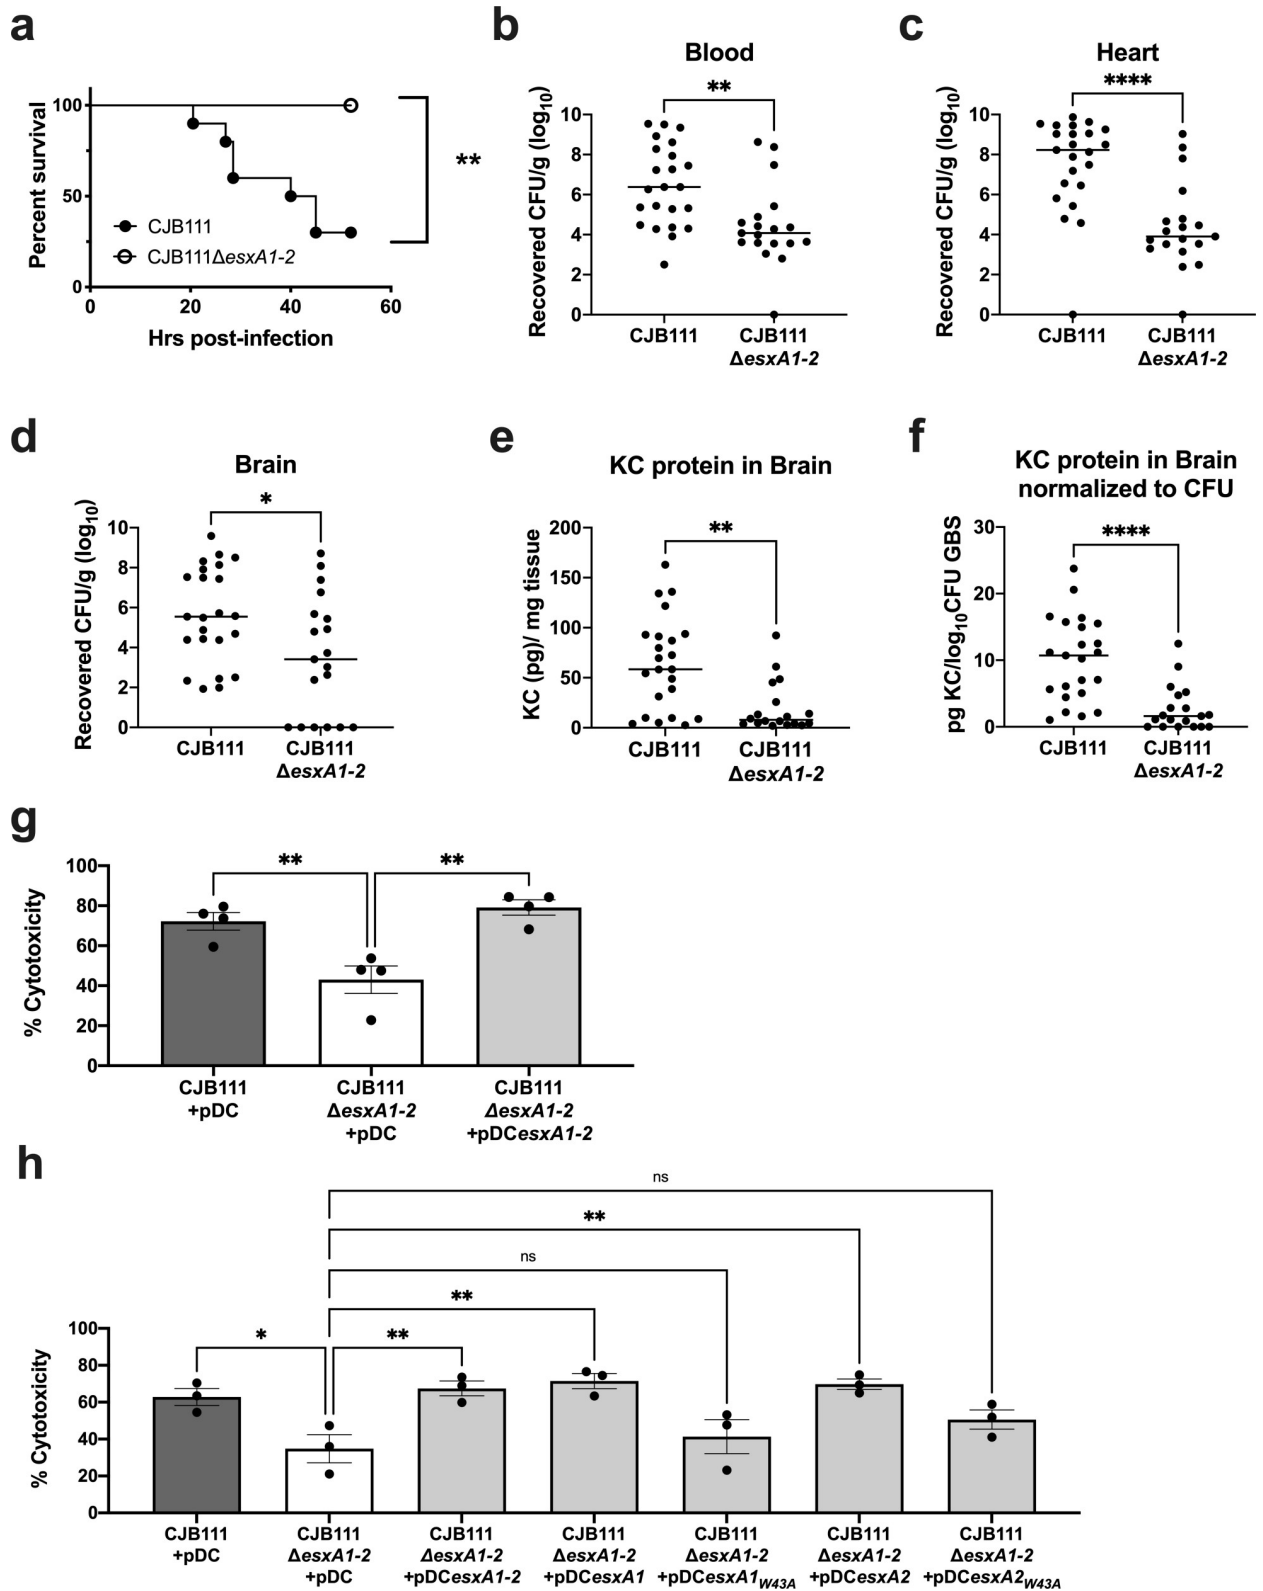 a
Percent survival
100
50
0
0 20 40 60
Hrs post-infection
CJB111
CJB111ΔesxA1-2
**
b
Blood
**
Recovered CFU/g (log10)
10
8
6
4
2
0
CJB111
CJB111
ΔesxA1-2
c
Heart
****
Recovered CFU/g (log10)
10
8
6
4
2
0
CJB111
CJB111
ΔesxA1-2
d
Brain
*
Recovered CFU/g (log10)
10
8
6
4
2
0
CJB111
CJB111
ΔesxA1-2
e
KC protein in Brain
**
KC (pg)/ mg tissue
200
150
100
50
0
CJB111
CJB111
ΔesxA1-2
f
KC protein in Brain
normalized to CFU
****
pg KC/log10CFU GBS
30
20
10
0
CJB111
CJB111
ΔesxA1-2
g
% Cytotoxicity
100
80
60
40
20
0
** **
CJB111
+pDC
CJB111
ΔesxA1-2
+pDC
CJB111
ΔesxA1-2
+pDCesxA1-2
h
ns
**
ns
**
* **
% Cytotoxicity
100
80
60
40
20
0
CJB111
+pDC
CJB111
ΔesxA1-2
+pDC
CJB111
ΔesxA1-2
+pDCesxA1-2
CJB111
ΔesxA1-2
+pDCesxA1
CJB111
ΔesxA1-2
+pDCesxA1W43A
CJB111
ΔesxA1-2
+pDCesxA2
CJB111
ΔesxA1-2
+pDCesxA2W43A